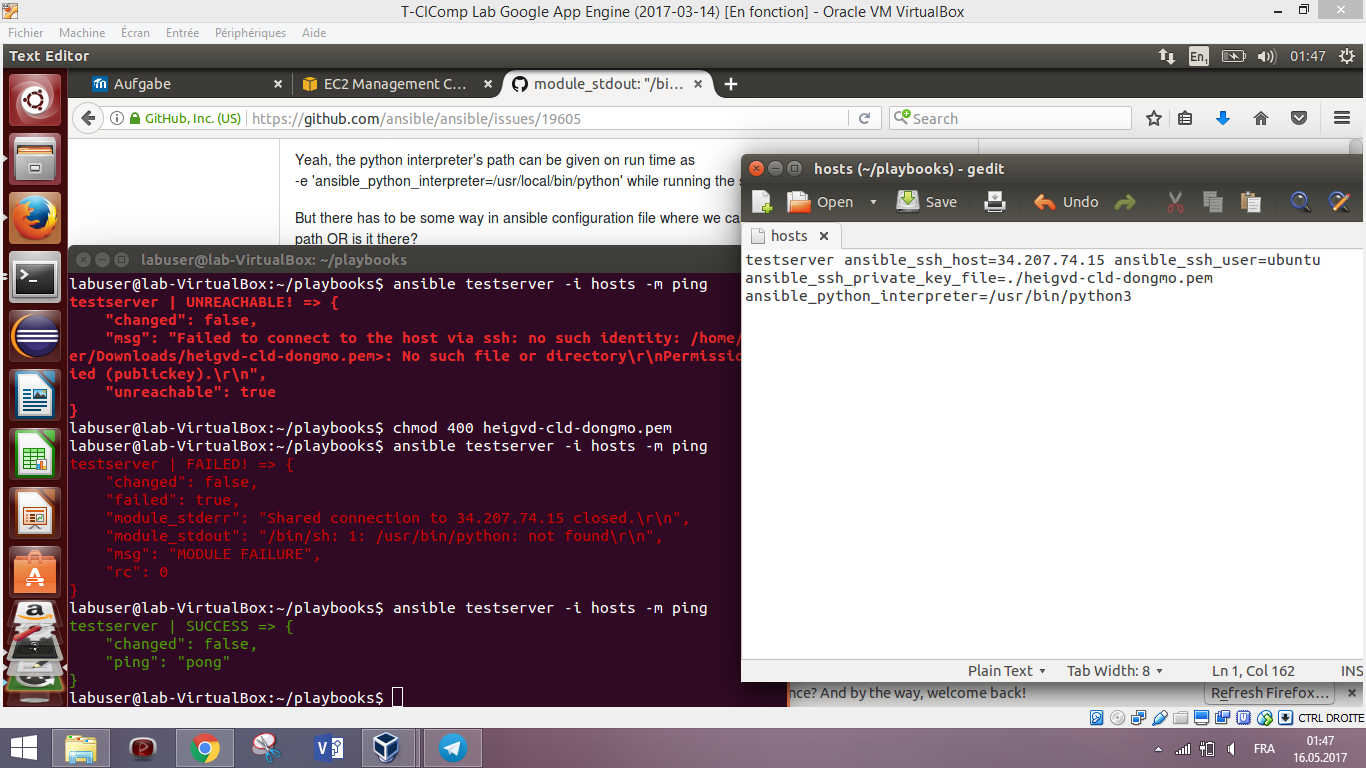 T-ClComp Lab Google App Engine (2017-03-14) [En fonction] - Oracle VM VirtualBox
Fichier Machine Écran Entrée Périphériques Aide
Text Editor
En₁ 01:47
Aufgabe
EC2 Management C...
module_stdout: "/bi...
GitHub, Inc. (US) https://github.com/ansible/ansible/issues/19605
Search
Yeah, the python interpreter's path can be given on run time as
-e 'ansible_python_interpreter=/usr/local/bin/python' while running the
But there has to be some way in ansible configuration file where we ca
path OR is it there?
hosts (~/playbooks) - gedit
Open Save Undo
hosts
testserver ansible_ssh_host=34.207.74.15 ansible_ssh_user=ubuntu
ansible_ssh_private_key_file=./heigvd-cld-dongmo.pem
ansible_python_interpreter=/usr/bin/python3
Plain Text Tab Width: 8 Ln 1, Col 162 INS
labuser@lab-VirtualBox: ~/playbooks
labuser@lab-VirtualBox:~/playbooks$ ansible testserver -i hosts -m ping
testserver | UNREACHABLE! => {
"changed": false,
"msg": "Failed to connect to the host via ssh: no such identity: /home/
er/Downloads/heigvd-cld-dongmo.pem>: No such file or directory\r\nPermissio
ied (publickey).\r\n",
"unreachable": true
}
labuser@lab-VirtualBox:~/playbooks$ chmod 400 heigvd-cld-dongmo.pem
labuser@lab-VirtualBox:~/playbooks$ ansible testserver -i hosts -m ping
testserver | FAILED! => {
"changed": false,
"failed": true,
"module_stderr": "Shared connection to 34.207.74.15 closed.\r\n",
"module_stdout": "/bin/sh: 1: /usr/bin/python: not found\r\n",
"msg": "MODULE FAILURE",
"rc": 0
}
labuser@lab-VirtualBox:~/playbooks$ ansible testserver -i hosts -m ping
testserver | SUCCESS => {
"changed": false,
"ping": "pong"
}
labuser@lab-VirtualBox:~/playbooks$
nce? And by the way, welcome back!
Refresh Firefox...
CTRL DROITE
FRA
01:47
16.05.2017